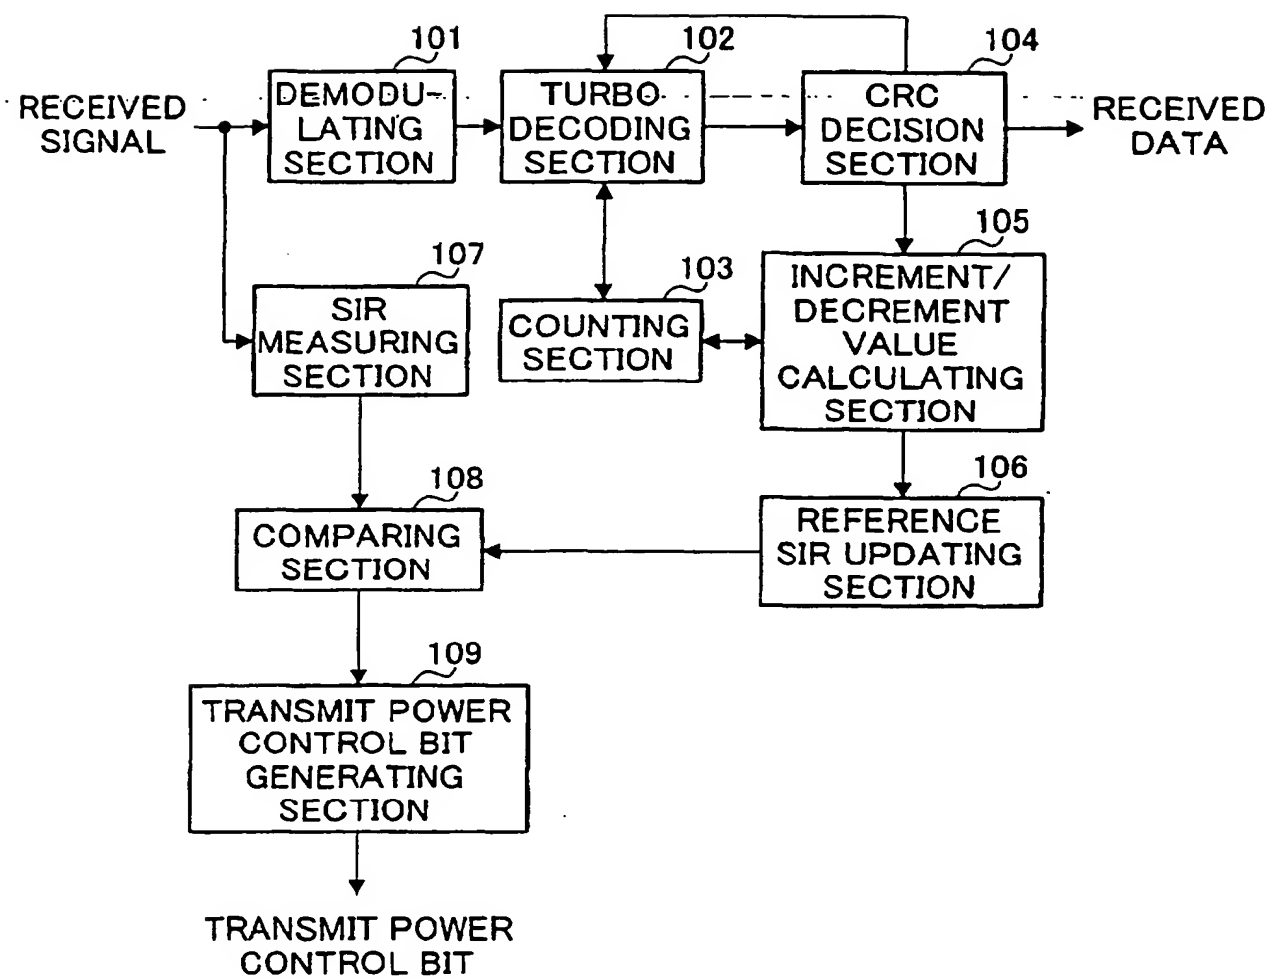 101
102
104
RECEIVED
SIGNAL
DEMODU-
LATING
SECTION
TURBO
DECODING
SECTION
CRC
DECISION
SECTION
RECEIVED
DATA
107
103
105
SIR
MEASURING
SECTION
COUNTING
SECTION
INCREMENT/
DECREMENT
VALUE
CALCULATING
SECTION
108
106
COMPARING
SECTION
REFERENCE
SIR UPDATING
SECTION
109
TRANSMIT POWER
CONTROL BIT
GENERATING
SECTION
TRANSMIT POWER
CONTROL BIT